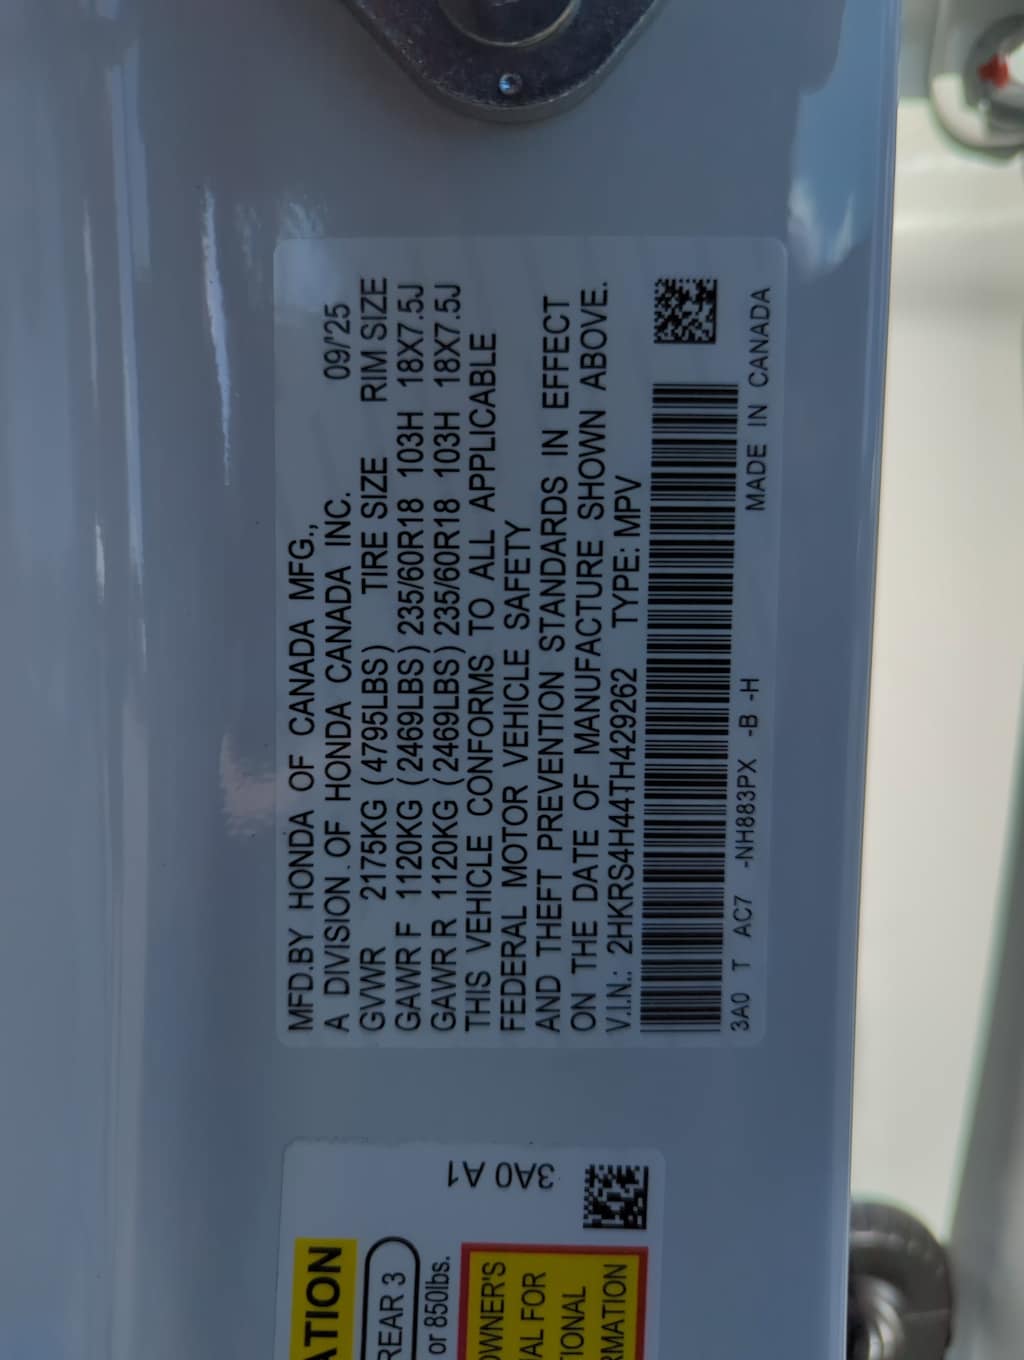 MFD.BY HONDA OF CANADA MFG.,
A DIVISION OF HONDA CANADA INC. 09/'25
GVWR 2175KG (4795LBS) TIRE SIZE RIM SIZE
GAWR F 1120KG (2469LBS) 235/60R18 103H 18X7.5J
GAWR R 1120KG (2469LBS) 235/60R18 103H 18X7.5J
THIS VEHICLE CONFORMS TO ALL APPLICABLE
FEDERAL MOTOR VEHICLE SAFETY
AND THEFT PREVENTION STANDARDS IN EFFECT
ON THE DATE OF MANUFACTURE SHOWN ABOVE.
V.I.N.: 2HKRS4H44TH429262 TYPE: MPV
3A0 T AC7 -NH883PX -B -H MADE IN CANADA
3A0 A1
ATION
REAR 3
or 850lbs.
OWNER'S
AL FOR
TIONAL
RMATION